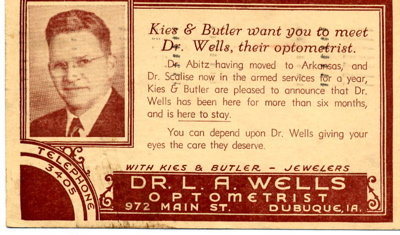 Kies & Butler want you to meet
Dr. Wells, their optometrist.
Dr. Abitz having moved to Arkansas, and
Dr. Scalise now in the armed services for a year,
Kies & Butler are pleased to announce that Dr.
Wells has been here for more than six months,
and is here to stay.
You can depend upon Dr. Wells giving your
eyes the care they deserve.
TELEPHONE
3405
WITH KIES & BUTLER - JEWELERS
DR. L. A. WELLS
OPTOMETRIST
972 MAIN ST. DUBUQUE, IA.